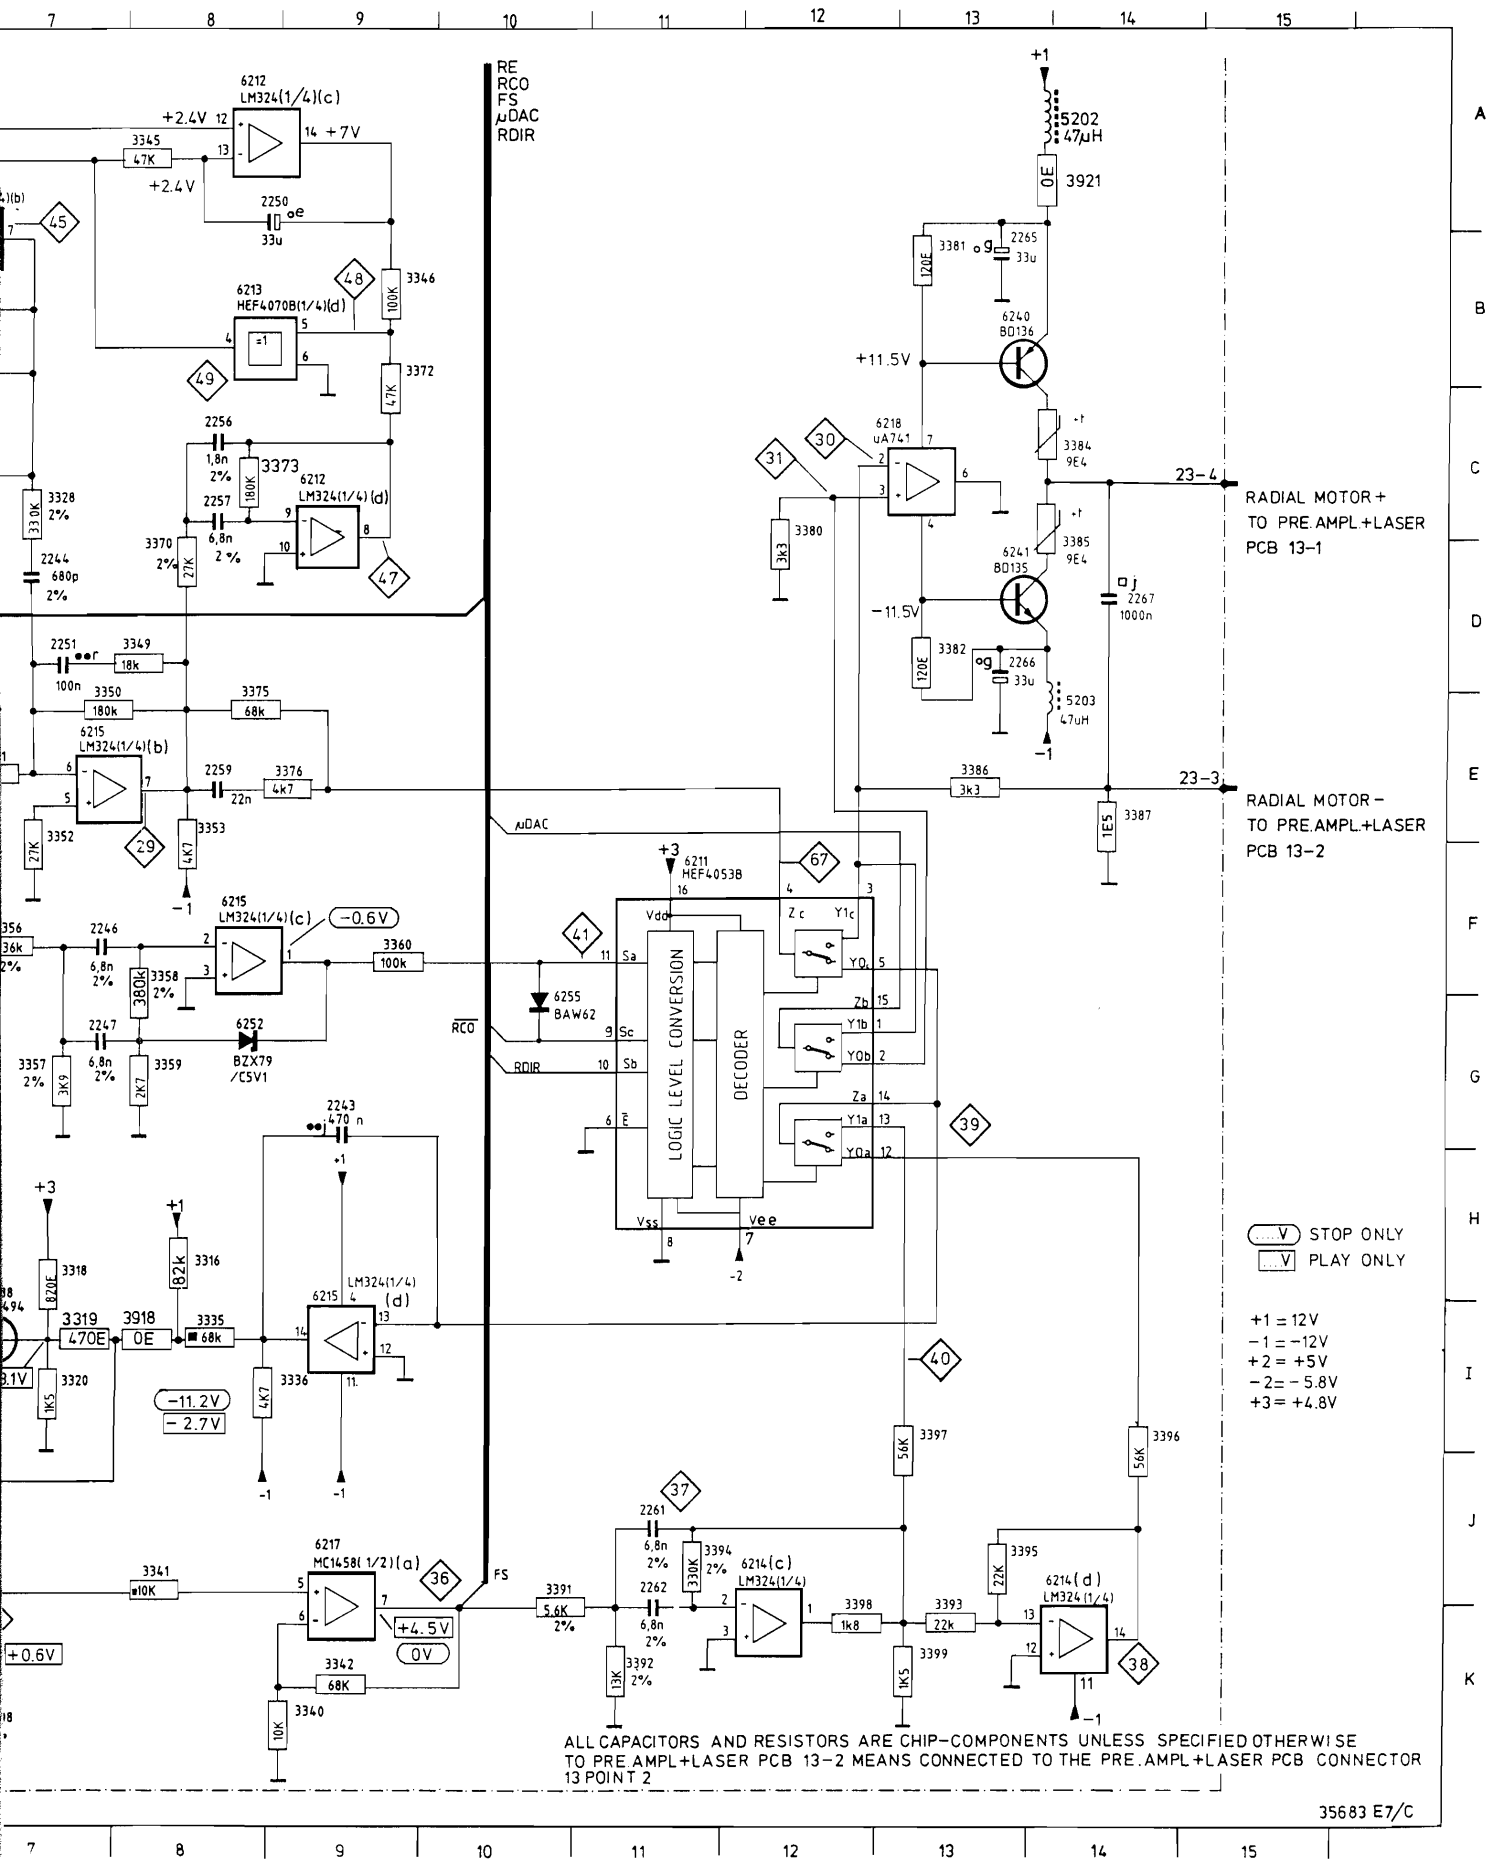 7 8 9 10 11 12 13 14 15
A
B
C
D
E
F
G
H
I
J
K
RE
RCO
FS
μDAC
RDIR
6212
LM324(1/4)(c)
+2.4V 12
14 +7V
13
3345
47K
+2.4V
2250
oe
33u
4)(b)
7
45
48
3346
100K
6213
HEF4070B(1/4)(d)
=1
4
5
6
49
3372
47K
2256
1,8n
2%
3373
180K
2257
6,8n
2%
6212
LM324(1/4)(d)
9
10
8
47
3328
2%
33.0K
2244
680p
2%
3370
2%
27K
2251
100n
3349
18k
3350
180k
3375
68k
6215
LM324(1/4)(b)
6
5
7
2259
22n
3376
4k7
3352
27K
29
3353
4K7
-1
6215
LM324(1/4)(c)
-0.6V
356
36k
2%
2246
6,8n
2%
3358
2%
380k
2
3
1
3360
100k
2247
6,8n
2%
6252
BZX79
/C5V1
3357
2%
3K9
3359
2K7
2243
470 n
+1
+3
+1
3318
820E
3316
82k
494
3319
470E
3918
0E
3335
68k
6215 4
LM324(1/4)
(d)
14
13
12
11.
3.1V
3320
1K5
-11.2V
-2.7V
3336
4K7
-1
-1
6217
MC1458(1/2)(a)
3341
10K
5
6
7
36
FS
+4.5V
0V
+0.6V
3342
68K
3340
10K
+1
5202
47μH
0E
3921
3381
120E
og
2265
33u
6240
BD136
+11.5V
30
31
6218
uA741
7
2
3
6
4
+t
3384
9E4
+t
3385
9E4
3380
3k3
6241
BD135
-11.5V
j
2267
1000n
3382
120E
og
2266
33u
5203
47uH
-1
23-4
RADIAL MOTOR+
TO PRE.AMPL.+LASER
PCB 13-1
3386
3k3
23-3
RADIAL MOTOR-
TO PRE.AMPL.+LASER
PCB 13-2
3387
1E5
μDAC
67
+3
6211
HEF4053B
16
4
3
Vdd
Zc
Y1c
41
11 Sa
Y0c 5
Zb 15
6255
BAW62
RCO
9 Sc
Y1b 1
Y0b 2
RDIR
10 Sb
Za 14
Y1a 13
39
6 E
Y0a 12
LOGIC LEVEL CONVERSION
DECODER
Vss
Vee
8
7
-2
....V STOP ONLY
...V PLAY ONLY
+1 = 12V
-1 = -12V
+2 = +5V
-2 = -5.8V
+3 = +4.8V
40
3397
56K
3396
56K
37
2261
6,8n
2%
3394
2%
330K
6214(c)
LM324(1/4)
3391
5.6K
2%
2262
6,8n
2%
2
3
1
3398
1k8
3393
22k
3395
22K
6214(d)
LM324(1/4)
13
12
14
11
-1
38
3392
2%
13K
3399
1K5
ALL CAPACITORS AND RESISTORS ARE CHIP-COMPONENTS UNLESS SPECIFIED OTHERWISE
TO PRE.AMPL+LASER PCB 13-2 MEANS CONNECTED TO THE PRE.AMPL+LASER PCB CONNECTOR
13 POINT 2
35683 E7/C
7 8 9 10 11 12 13 14 15